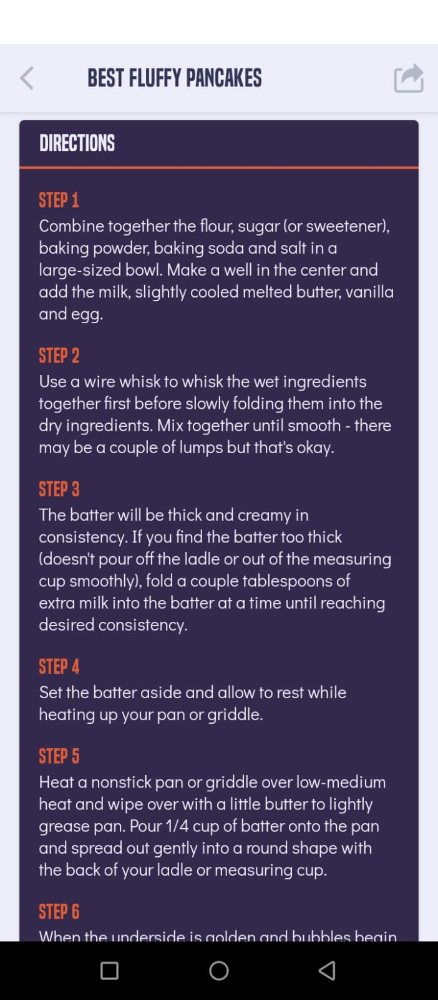 BEST FLUFFY PANCAKES
DIRECTIONS
STEP 1
Combine together the flour, sugar (or sweetener),
baking powder, baking soda and salt in a
large-sized bowl. Make a well in the center and
add the milk, slightly cooled melted butter, vanilla
and egg.
STEP 2
Use a wire whisk to whisk the wet ingredients
together first before slowly folding them into the
dry ingredients. Mix together until smooth - there
may be a couple of lumps but that's okay.
STEP 3
The batter will be thick and creamy in
consistency. If you find the batter too thick
(doesn't pour off the ladle or out of the measuring
cup smoothly), fold a couple tablespoons of
extra milk into the batter at a time until reaching
desired consistency.
STEP 4
Set the batter aside and allow to rest while
heating up your pan or griddle.
STEP 5
Heat a nonstick pan or griddle over low-medium
heat and wipe over with a little butter to lightly
grease pan. Pour 1/4 cup of batter onto the pan
and spread out gently into a round shape with
the back of your ladle or measuring cup.
STEP 6
When the underside is golden and bubbles begin